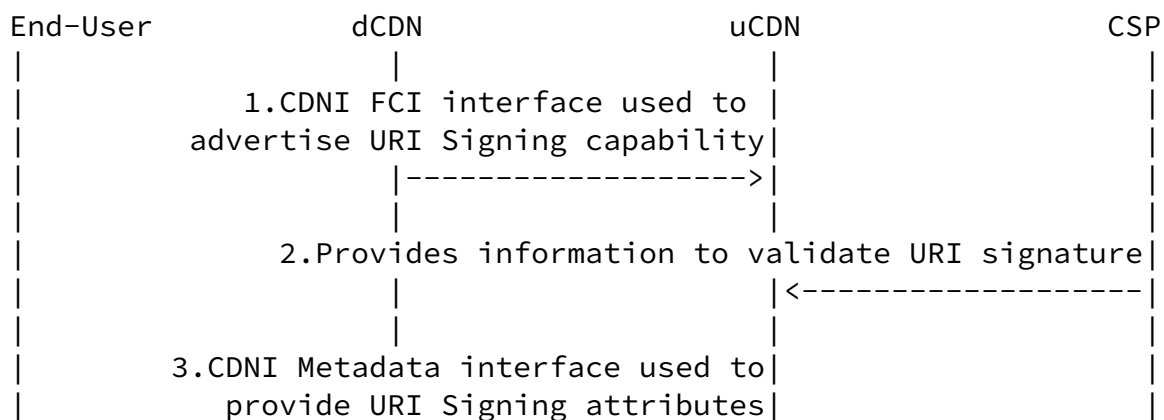 End-User dCDN uCDN CSP
1.CDNI FCI interface used to
advertise URI Signing capability
------------------->
2.Provides information to validate URI signature
<-------------------
3.CDNI Metadata interface used to
provide URI Signing attributes